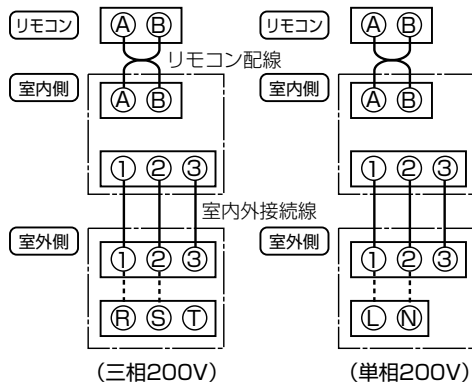 リモコン Ⓐ Ⓑ
リモコン配線
室内側 Ⓐ Ⓑ
① ② ③
室内外接続線
室外側 ① ② ③
Ⓡ Ⓢ Ⓣ
(三相200V)
リモコン Ⓐ Ⓑ
室内側 Ⓐ Ⓑ
① ② ③
室外側 ① ② ③
Ⓛ Ⓝ
(単相200V)